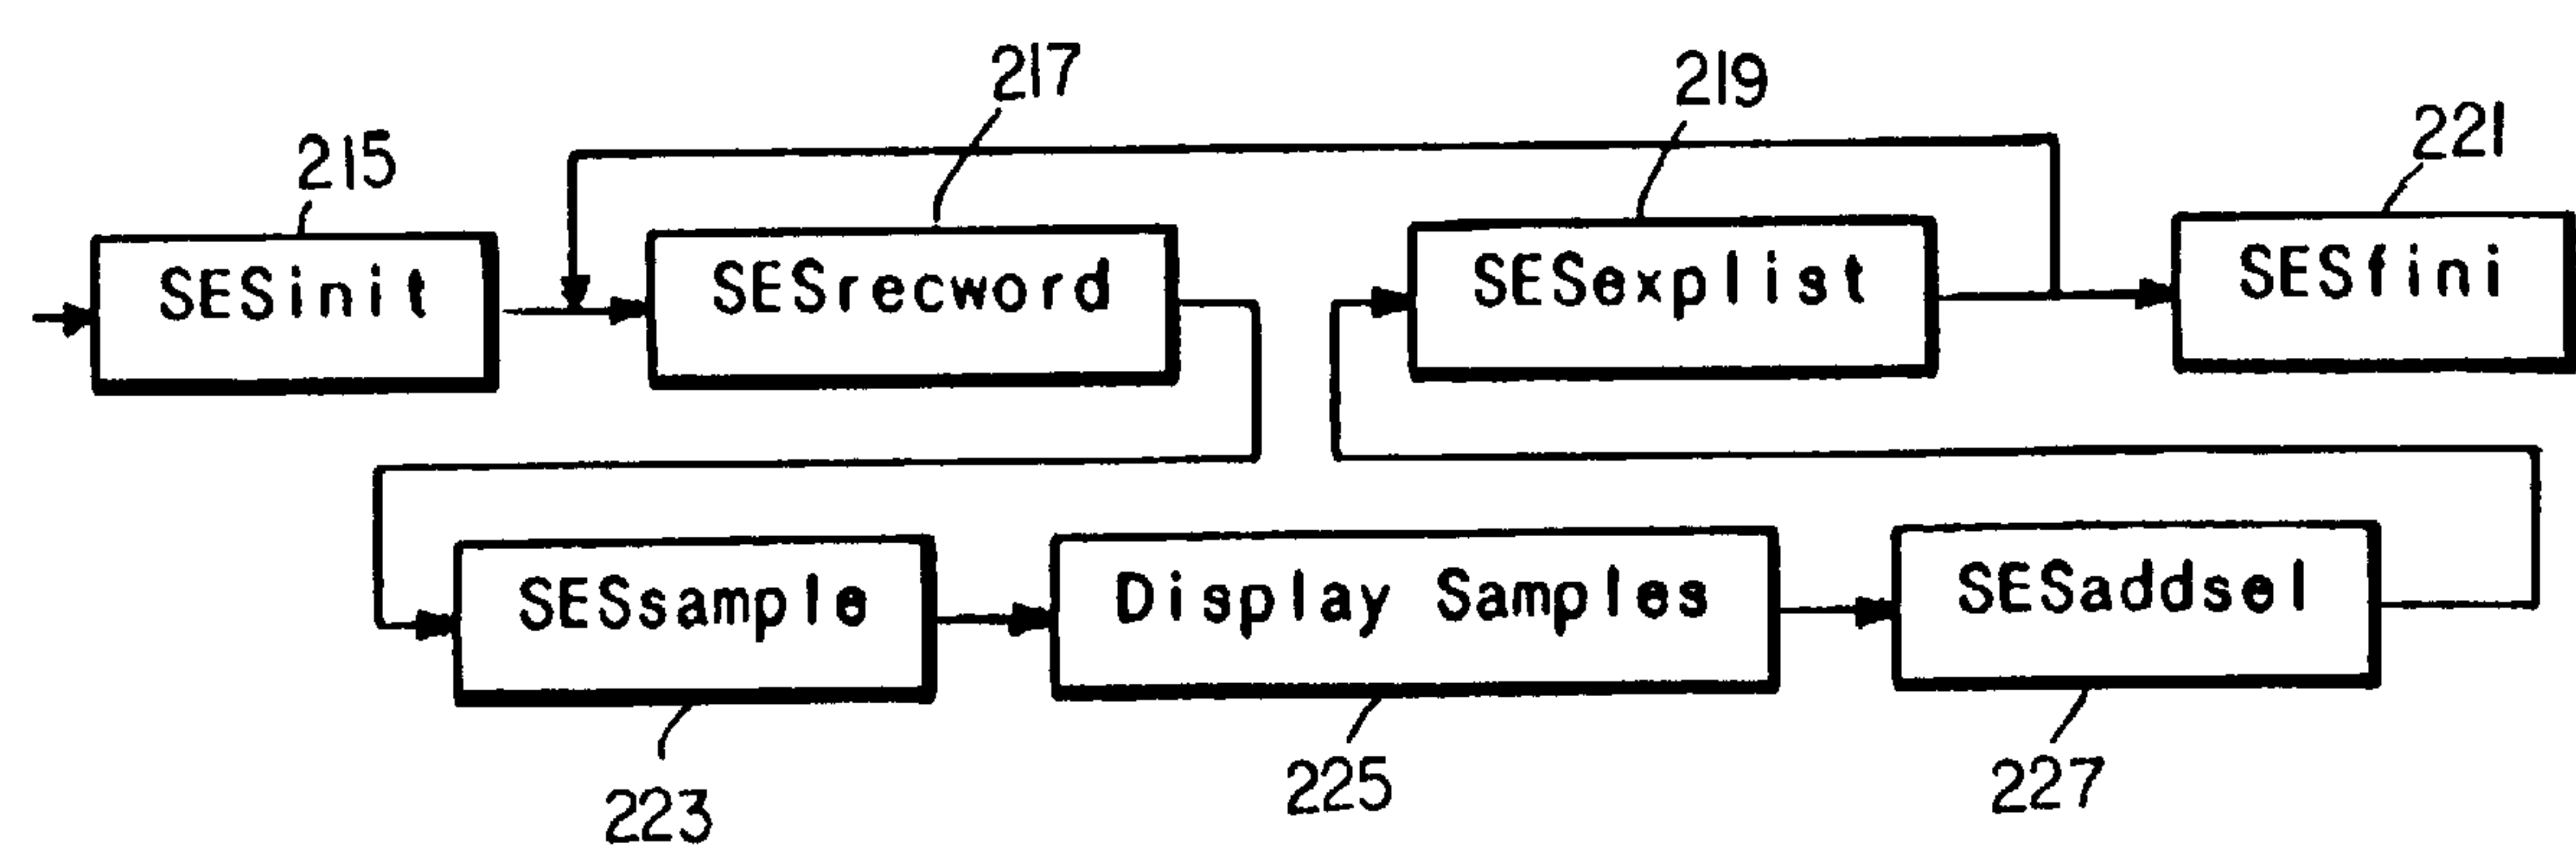 217
219
221
215
SESinit
SESrecword
SESexplist
SESfini
SESsample
Display Samples
SESaddsel
223
225
227